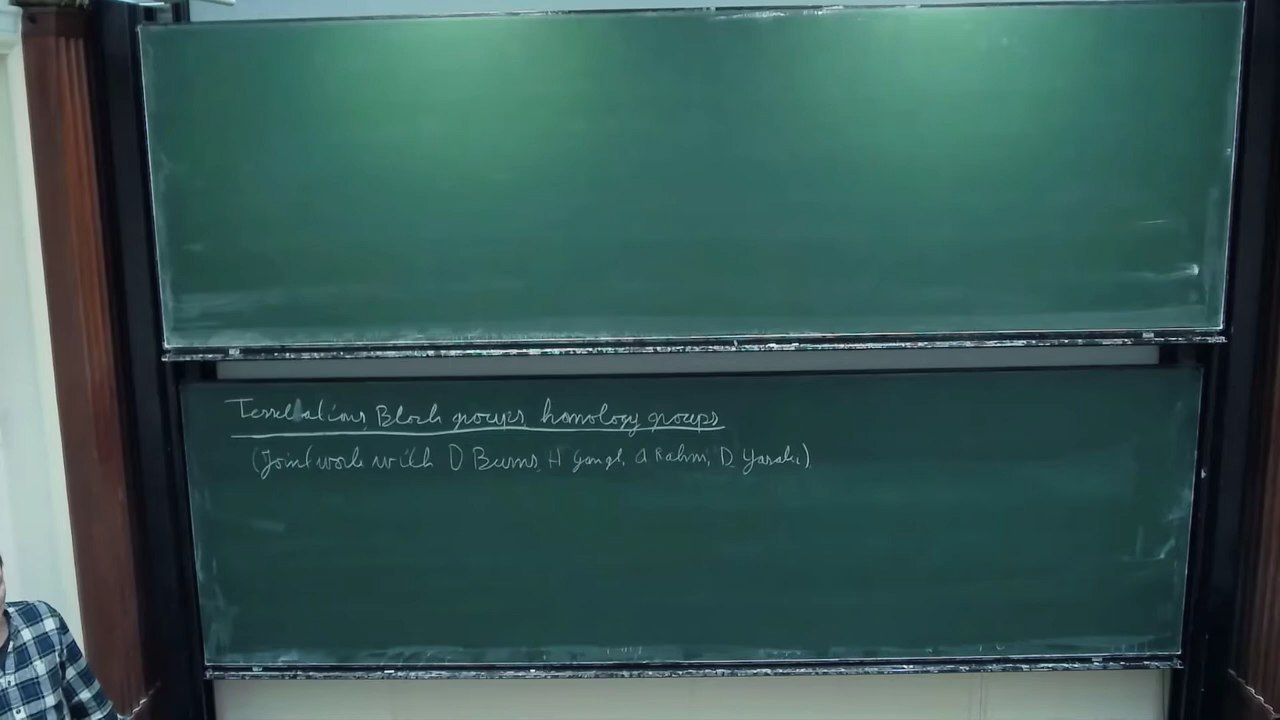 Tessellations, Bloch groups, homology groups
(Joint work with D Burns, H Gangl, A Rahm, D. Yasaki)